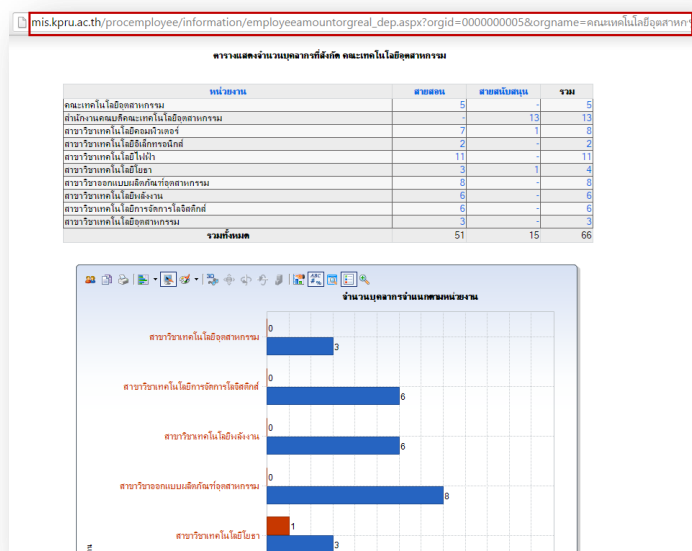 mis.kpru.ac.th/procemployee/information/employeeamountorgreal_dep.aspx?orgid=0000000005&orgname=คณะเทคโนโลยีอุตสาหก
ตารางแสดงจำนวนบุคลากรที่สังกัด คณะเทคโนโลยีอุตสาหกรรม
หน่วยงาน สายสอน สายสนับสนุน รวม
คณะเทคโนโลยีอุตสาหกรรม 5 - 5
สำนักงานคณบดีคณะเทคโนโลยีอุตสาหกรรม - 13 13
สาขาวิชาเทคโนโลยีคอมพิวเตอร์ 7 1 8
สาขาวิชาเทคโนโลยีอิเล็กทรอนิกส์ 2 - 2
สาขาวิชาเทคโนโลยีไฟฟ้า 11 - 11
สาขาวิชาเทคโนโลยีโยธา 3 1 4
สาขาวิชาออกแบบผลิตภัณฑ์อุตสาหกรรม 8 - 8
สาขาวิชาเทคโนโลยีพลังงาน 6 - 6
สาขาวิชาเทคโนโลยีการจัดการโลจิสติกส์ 6 - 6
สาขาวิชาเทคโนโลยีอุตสาหกรรม 3 - 3
รวมทั้งหมด 51 15 66
จำนวนบุคลากรจำแนกตามหน่วยงาน
สาขาวิชาเทคโนโลยีอุตสาหกรรม 0 3
สาขาวิชาเทคโนโลยีการจัดการโลจิสติกส์ 0 6
สาขาวิชาเทคโนโลยีพลังงาน 0 6
สาขาวิชาออกแบบผลิตภัณฑ์อุตสาหกรรม 0 8
สาขาวิชาเทคโนโลยีโยธา 1 3